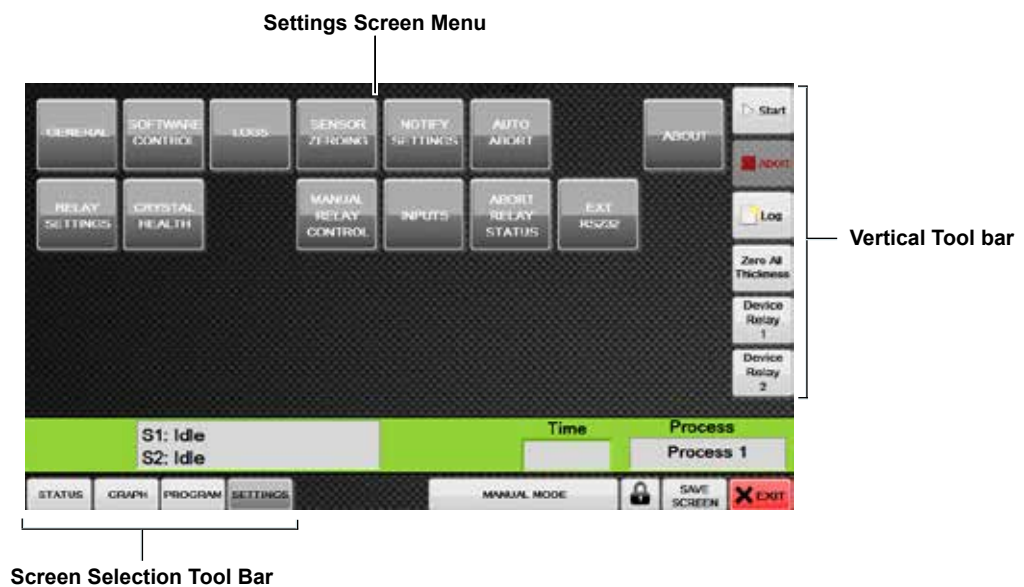 Settings Screen Menu
GENERAL
SOFTWARE
CONTROL
LOGS
SENSOR
ZEROING
NOTIFY
SETTINGS
AUTO
ABORT
ABOUT
RELAY
SETTINGS
CRYSTAL
HEALTH
MANUAL
RELAY
CONTROL
INPUTS
ABORT
RELAY
STATUS
EXT
RS232
Start
Abort
Log
Zero All
Thickness
Device
Relay
1
Device
Relay
2
Vertical Tool bar
S1: Idle
S2: Idle
Time
Process
Process 1
STATUS
GRAPH
PROGRAM
SETTINGS
MANUAL MODE
SAVE
SCREEN
EXIT
Screen Selection Tool Bar